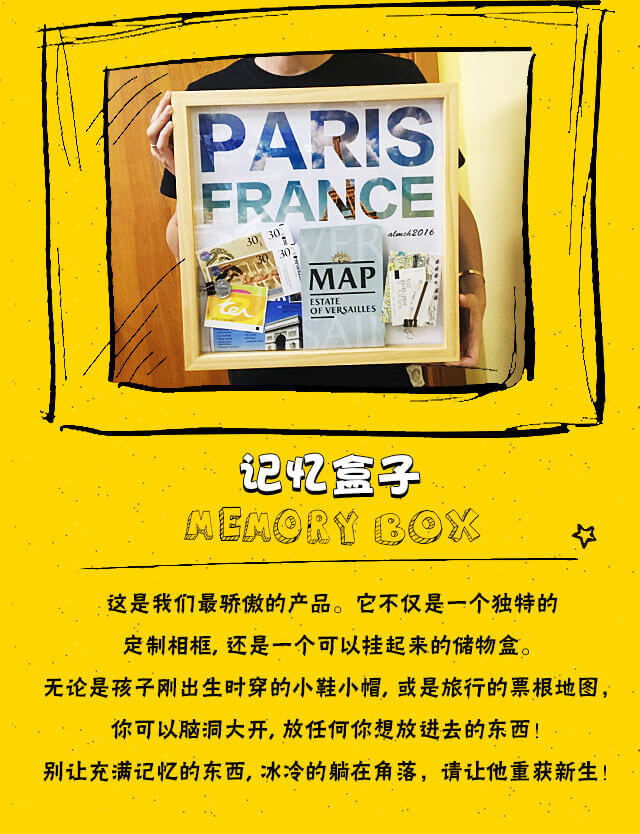 PARIS
FRANCE
almch2016
30
30
30
ter
VER
MAP
ESTATE
OF VERSAILLES
SAI
记忆盒子
MEMORY BOX
这是我们最骄傲的产品。它不仅是一个独特的
定制相框,还是一个可以挂起来的储物盒。
无论是孩子刚出生时穿的小鞋小帽,或是旅行的票根地图,
你可以脑洞大开,放任何你想放进去的东西!
别让充满记忆的东西,冰冷的躺在角落,请让他重获新生!